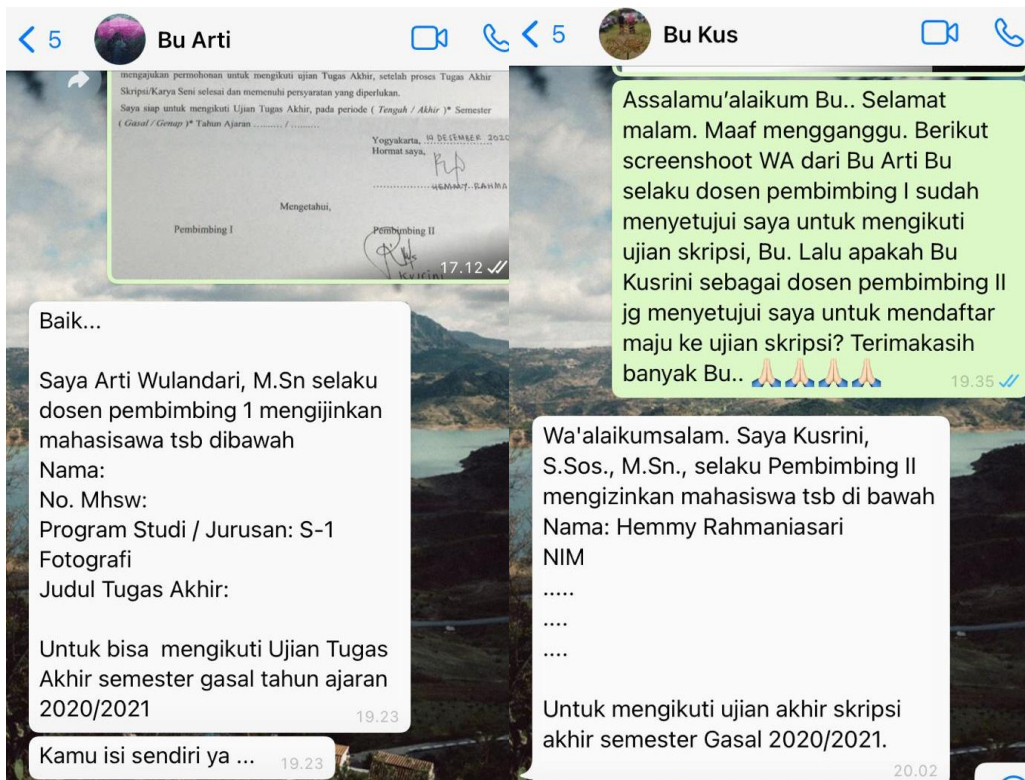 5
Bu Arti
mengajukan permohonan untuk mengikuti ujian Tugas Akhir, setelah proses Tugas Akhir
Skripsi/Karya Seni selesai dan memenuhi persyaratan yang diperlukan.
Saya siap untuk mengikuti Ujian Tugas Akhir, pada periode ( Tengah / Akhir )* Semester
( Gasal / Genap )* Tahun Ajaran ......... / .........
Yogyakarta, 14 DESEMBER 2020
Hormat saya,
HEMMY RAHMA
Mengetahui,
Pembimbing I
Pembimbing II
Kusrini
17.12
Baik...
Saya Arti Wulandari, M.Sn selaku
dosen pembimbing 1 mengijinkan
mahasisawa tsb dibawah
Nama:
No. Mhsw:
Program Studi / Jurusan: S-1
Fotografi
Judul Tugas Akhir:
Untuk bisa  mengikuti Ujian Tugas
Akhir semester gasal tahun ajaran
2020/2021
19.23
Kamu isi sendiri ya ...
19.23
5
Bu Kus
Assalamu’alaikum Bu.. Selamat
malam. Maaf mengganggu. Berikut
screenshoot WA dari Bu Arti Bu
selaku dosen pembimbing I sudah
menyetujui saya untuk mengikuti
ujian skripsi, Bu. Lalu apakah Bu
Kusrini sebagai dosen pembimbing II
jg menyetujui saya untuk mendaftar
maju ke ujian skripsi? Terimakasih
banyak Bu.. 🙏🏻🙏🏻🙏🏻🙏🏻
19.35
Wa'alaikumsalam. Saya Kusrini,
S.Sos., M.Sn., selaku Pembimbing II
mengizinkan mahasiswa tsb di bawah
Nama: Hemmy Rahmaniasari
NIM
.....
....
....
Untuk mengikuti ujian akhir skripsi
akhir semester Gasal 2020/2021.
20.02